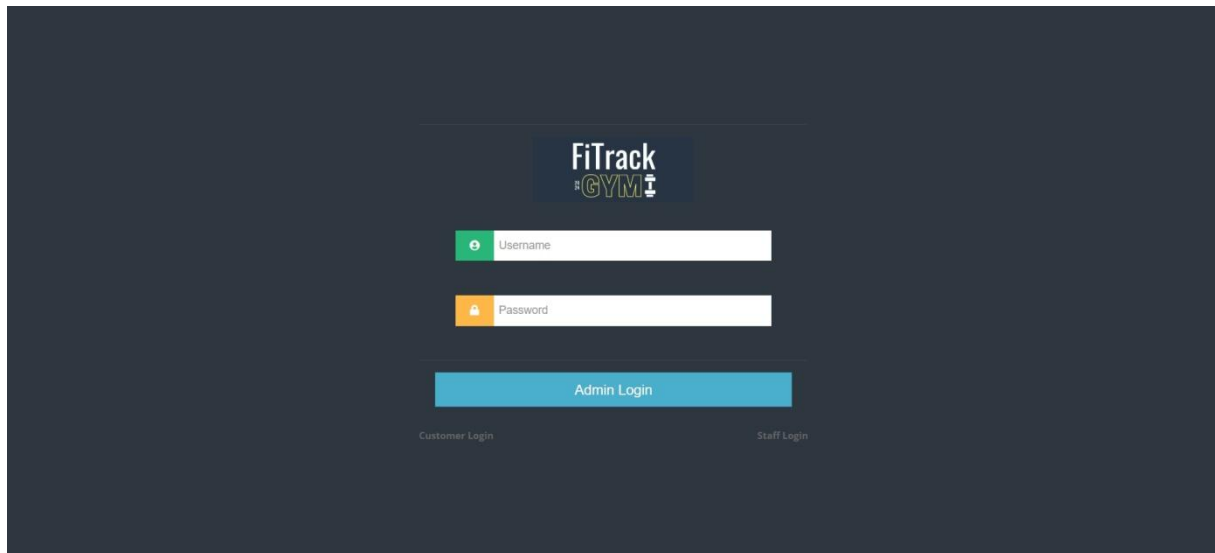 FiTrack
GYM
Username
Password
Admin Login
Customer Login Staff Login